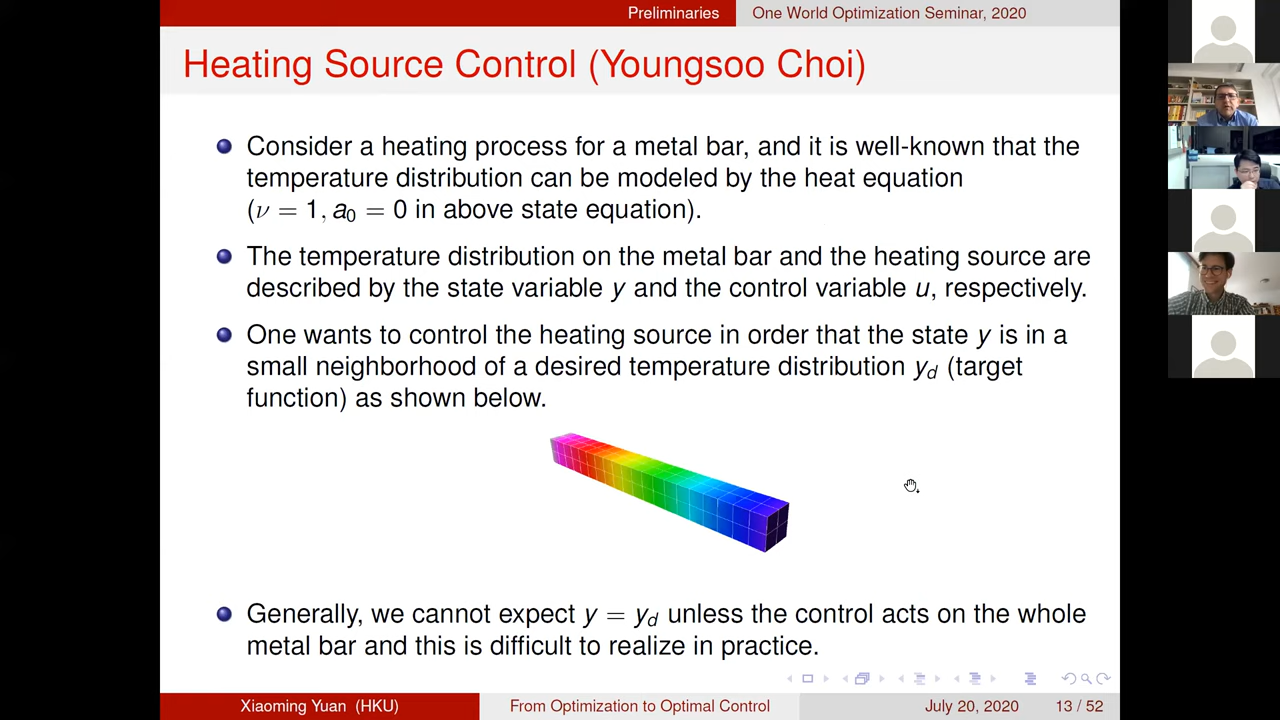 Preliminaries One World Optimization Seminar, 2020
Heating Source Control (Youngsoo Choi)
Consider a heating process for a metal bar, and it is well-known that the
temperature distribution can be modeled by the heat equation
(ν = 1, a₀ = 0 in above state equation).
The temperature distribution on the metal bar and the heating source are
described by the state variable y and the control variable u, respectively.
One wants to control the heating source in order that the state y is in a
small neighborhood of a desired temperature distribution y_d (target
function) as shown below.
Generally, we cannot expect y = y_d unless the control acts on the whole
metal bar and this is difficult to realize in practice.
Xiaoming Yuan (HKU) From Optimization to Optimal Control July 20, 2020 13 / 52